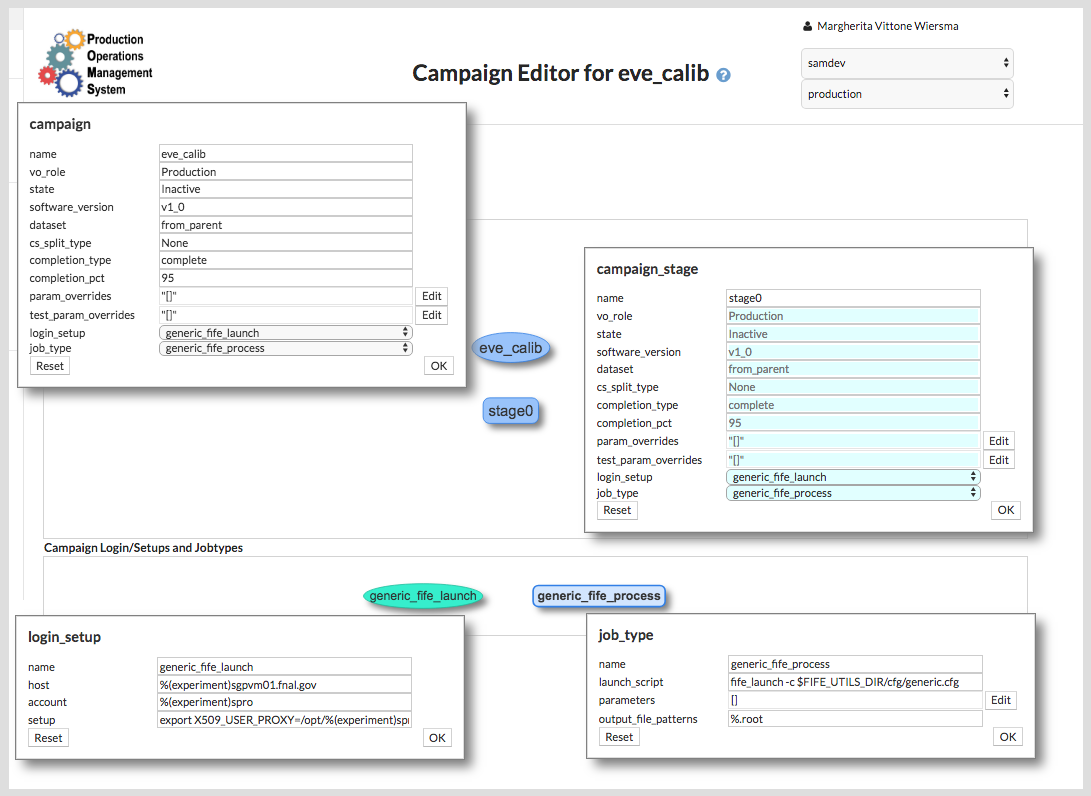 Margherita Vittone Wiersma
Production
Operations
Management
System
Campaign Editor for eve_calib ?
samdev
production
campaign
name eve_calib
vo_role Production
state Inactive
software_version v1_0
dataset from_parent
cs_split_type None
completion_type complete
completion_pct 95
param_overrides "[]" Edit
test_param_overrides "[]" Edit
login_setup generic_fife_launch
job_type generic_fife_process
Reset OK
eve_calib
stage0
campaign_stage
name stage0
vo_role Production
state Inactive
software_version v1_0
dataset from_parent
cs_split_type None
completion_type complete
completion_pct 95
param_overrides "[]" Edit
test_param_overrides "[]" Edit
login_setup generic_fife_launch
job_type generic_fife_process
Reset OK
Campaign Login/Setups and Jobtypes
generic_fife_launch
generic_fife_process
login_setup
name generic_fife_launch
host %(experiment)sgpvm01.fnal.gov
account %(experiment)spro
setup export X509_USER_PROXY=/opt/%(experiment)spr
Reset OK
job_type
name generic_fife_process
launch_script fife_launch -c $FIFE_UTILS_DIR/cfg/generic.cfg
parameters [] Edit
output_file_patterns %.root
Reset OK